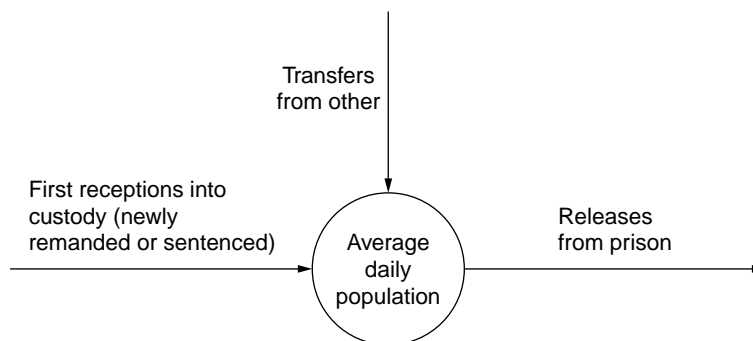 Transfers
from other
First receptions into
custody (newly
remanded or sentenced)
Average
daily
population
Releases
from prison